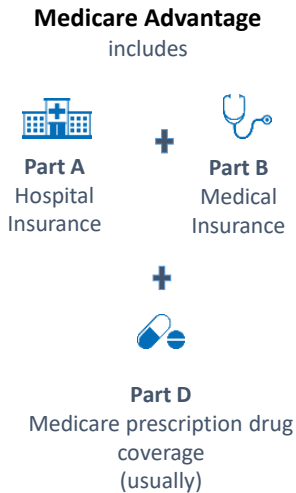 Medicare Advantage
includes
Part A
Hospital
Insurance
Part B
Medical
Insurance
Part D
Medicare prescription drug
coverage
(usually)